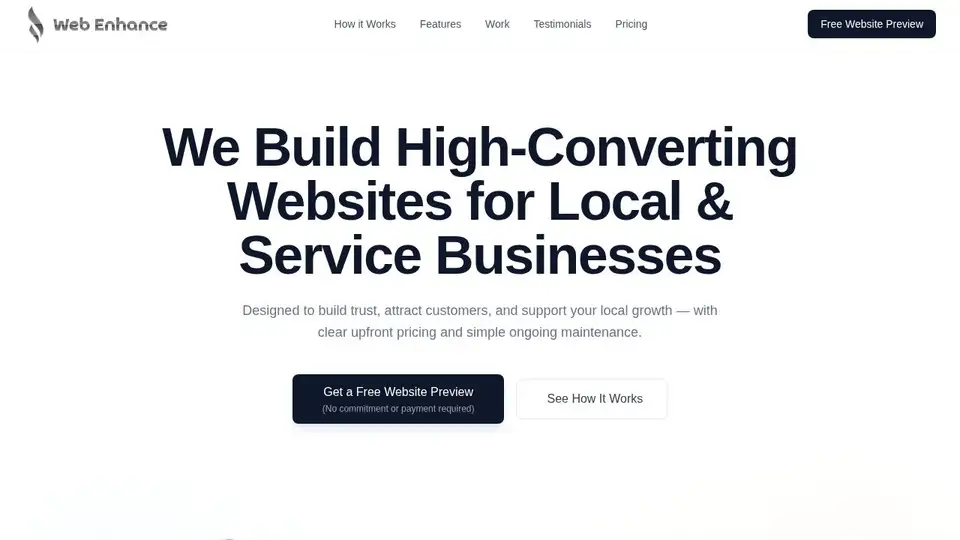 Web Enhance
How it Works
Features
Work
Testimonials
Pricing
Free Website Preview
We Build High-Converting
Websites for Local &
Service Businesses
Designed to build trust, attract customers, and support your local growth — with
clear upfront pricing and simple ongoing maintenance.
Get a Free Website Preview
(No commitment or payment required)
See How It Works